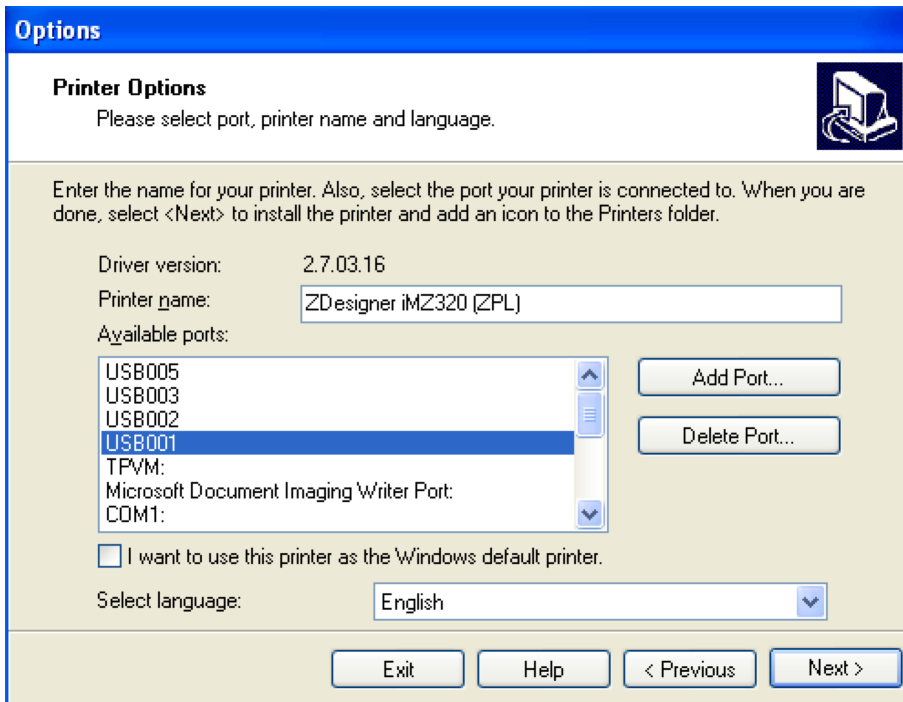 Options
Printer Options
Please select port, printer name and language.
Enter the name for your printer. Also, select the port your printer is connected to. When you are
done, select <Next> to install the printer and add an icon to the Printers folder.
Driver version: 2.7.03.16
Printer name: ZDesigner iMZ320 (ZPL)
Available ports:
USB005
USB003
USB002
USB001
TPVM:
Microsoft Document Imaging Writer Port:
COM1:
Add Port...
Delete Port...
I want to use this printer as the Windows default printer.
Select language: English
Exit Help < Previous Next >